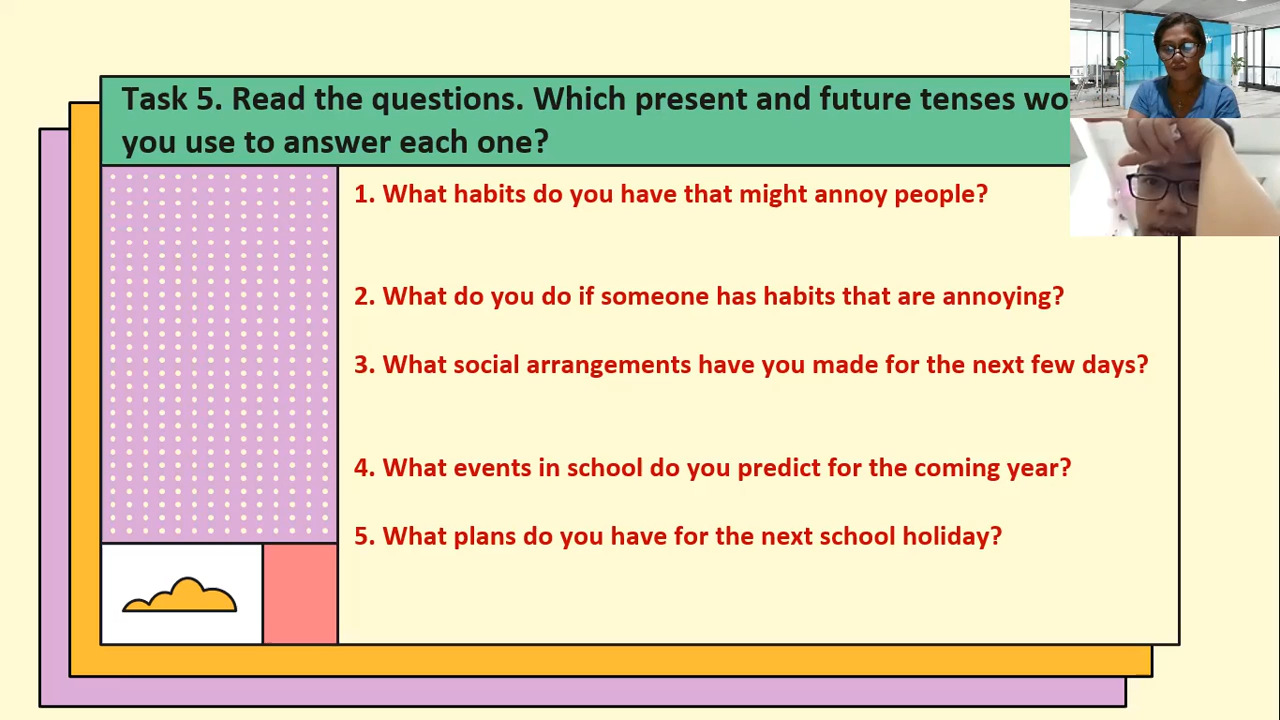 Task 5. Read the questions. Which present and future tenses wo
you use to answer each one?
1. What habits do you have that might annoy people?
2. What do you do if someone has habits that are annoying?
3. What social arrangements have you made for the next few days?
4. What events in school do you predict for the coming year?
5. What plans do you have for the next school holiday?